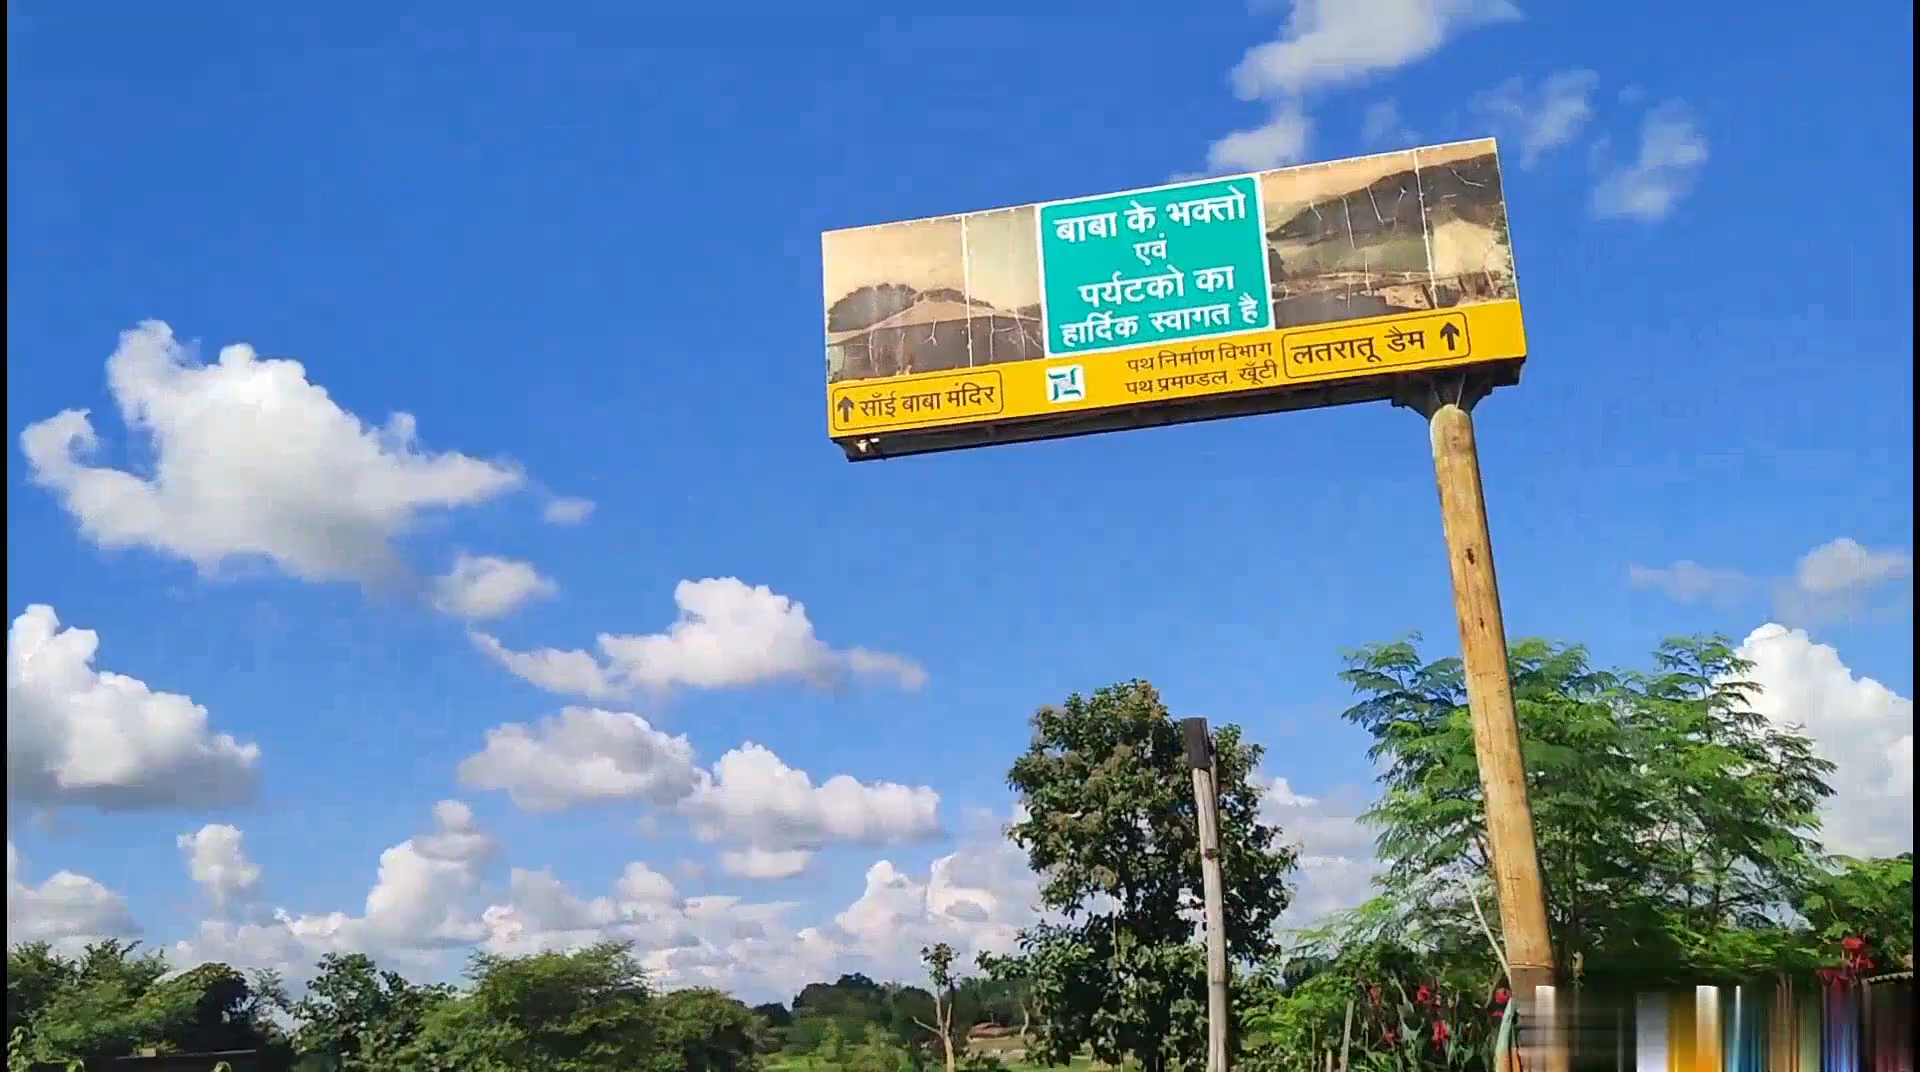 बाबा के भक्तो
एवं
पर्यटको का
हार्दिक स्वागत है
साँई बाबा मंदिर
पथ निर्माण विभाग
पथ प्रमण्डल, खूँटी
लतरातू डैम